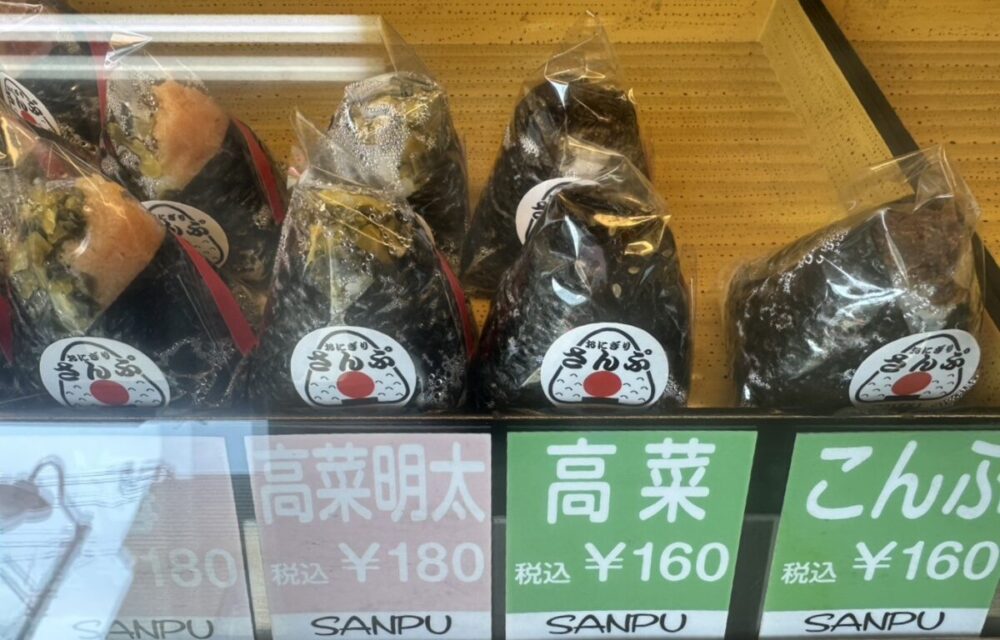 おにぎり
さんぷ
おにぎり
さんぷ
おにぎり
さんぷ
おにぎり
さんぷ
¥180
SANPU
高菜明太
税込 ¥180
SANPU
高菜
税込 ¥160
SANPU
こんぶ
税込 ¥160
SANPU